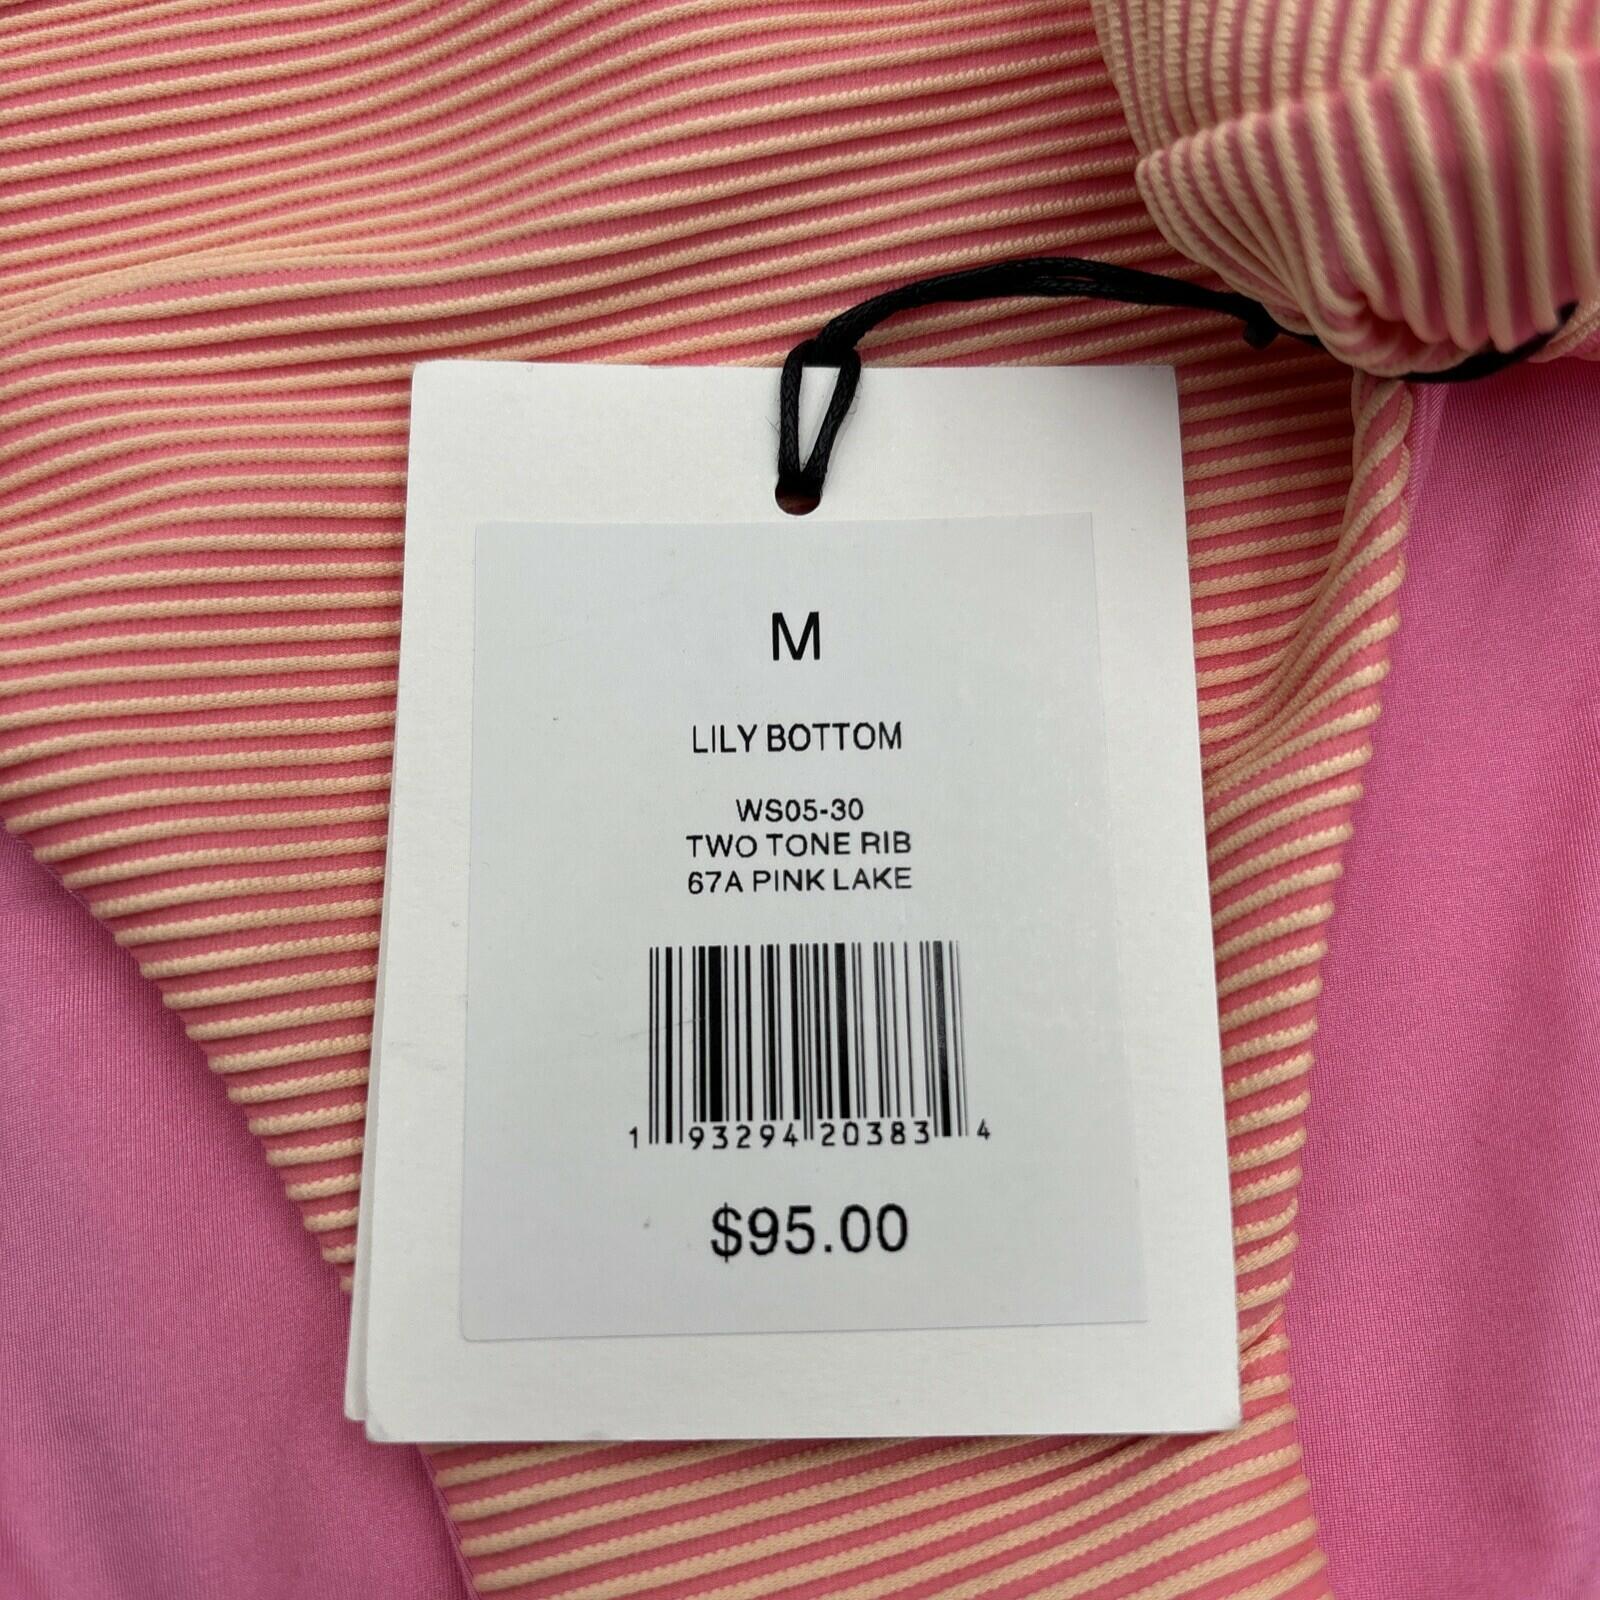 M
LILY BOTTOM
WS05-30
TWO TONE RIB
67A PINK LAKE
1 93294 20383 4
$95.00